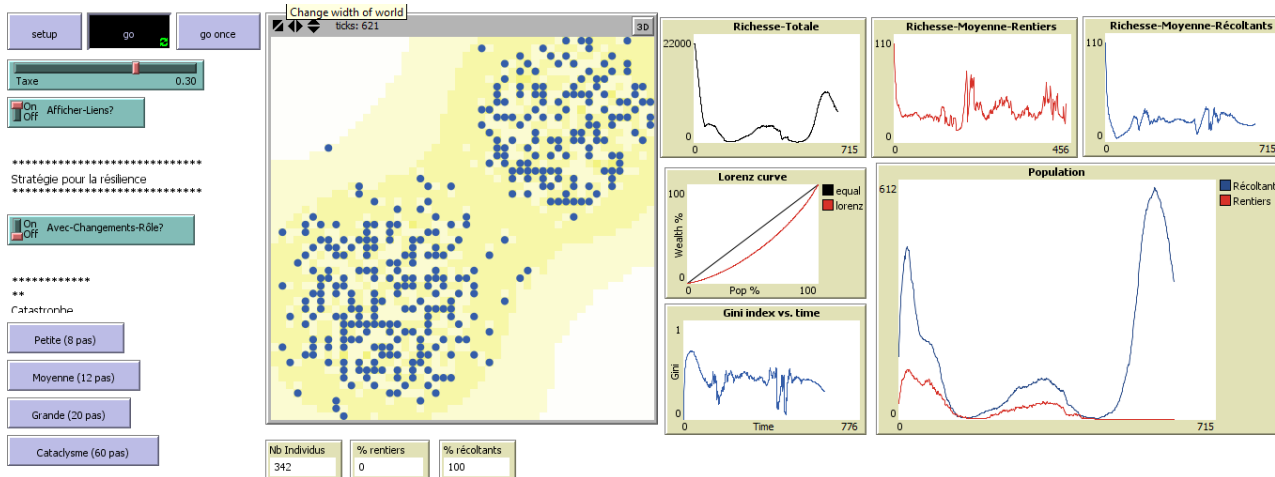 Change width of world
ticks: 621
3D
setup
go
go once
Taxe
0.30
On
Off
Afficher-Liens?
*****************************
Stratégie pour la résilience
*****************************
On
Off
Avec-Changements-Rôle?
************
**
Catastrophe
Petite (8 pas)
Moyenne (12 pas)
Grande (20 pas)
Cataclysme (60 pas)
Nb Individus
342
% rentiers
0
% récoltants
100
Richesse-Totale
22000
0
0
715
Richesse-Moyenne-Rentiers
110
0
0
456
Richesse-Moyenne-Récoltants
110
0
0
715
Lorenz curve
100
Wealth %
0
0
Pop %
100
equal
lorenz
Gini index vs. time
1
Gini
0
0
Time
776
Population
612
0
0
715
Récoltants
Rentiers